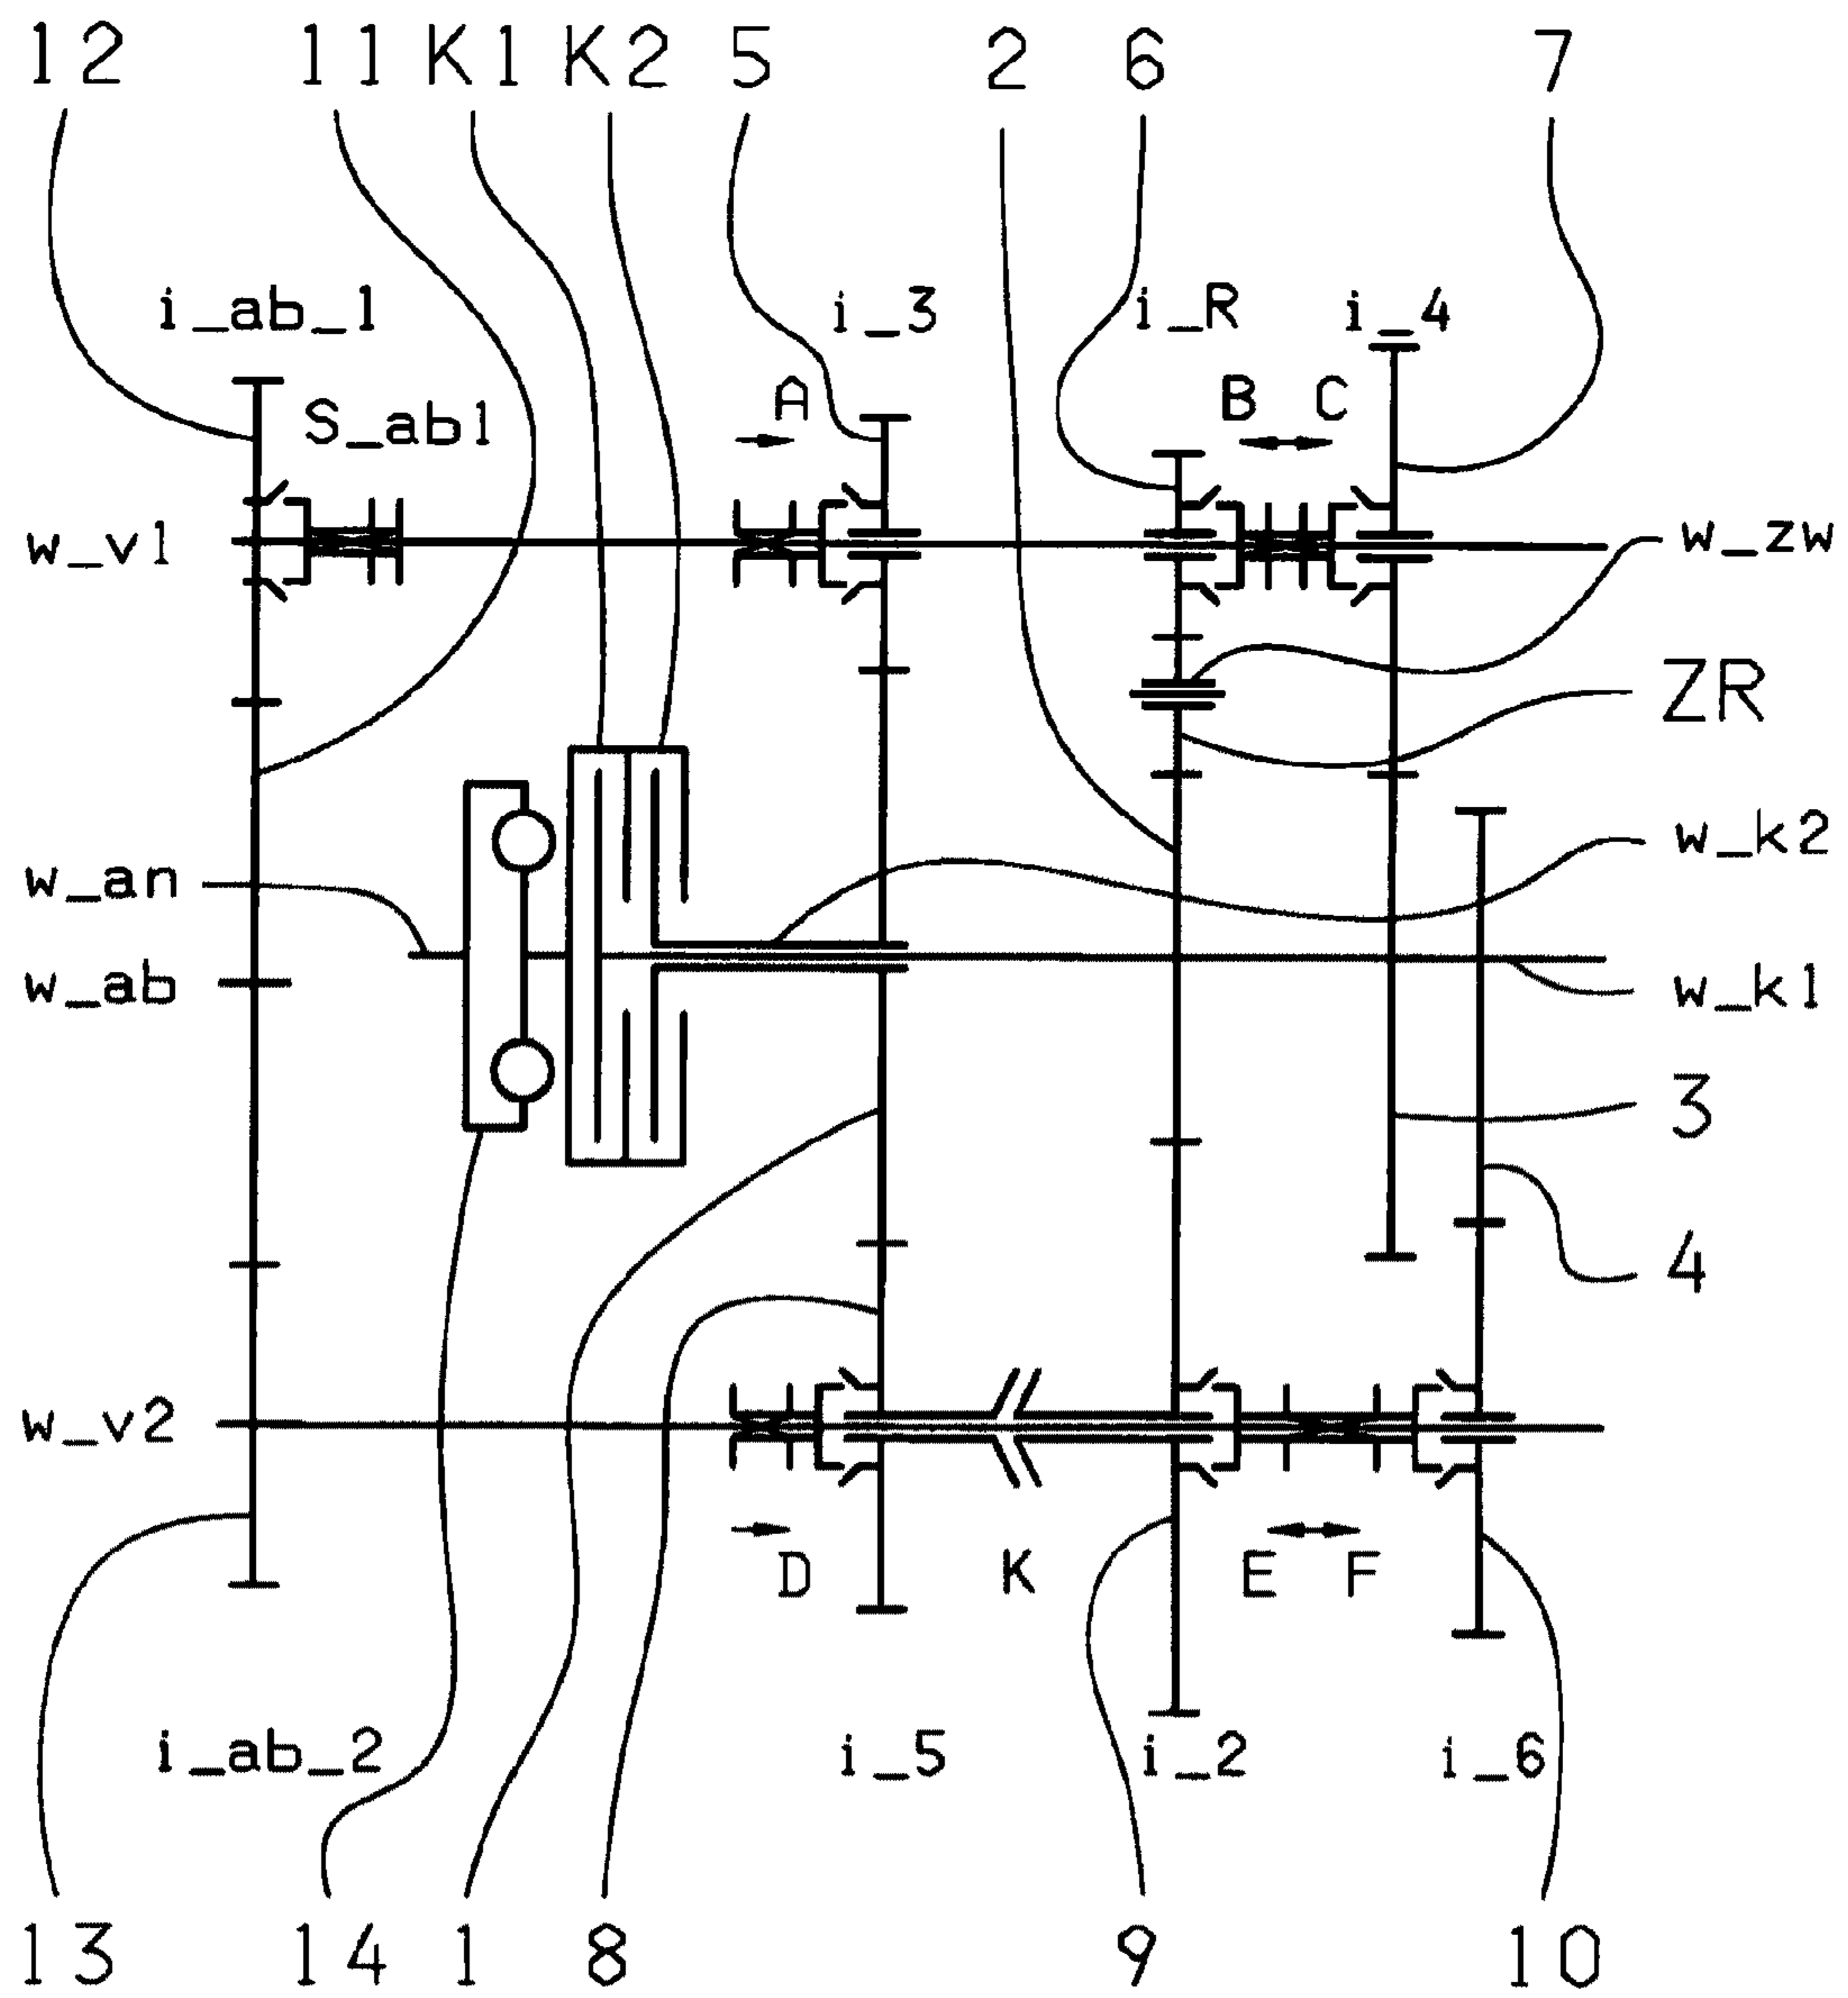 12 11 K1 K2 5 2 6 7
i_ab_1 i_3 i_R i_4
S_ab1 A B C
w_v1 w_zw
ZR
w_an w_k2
w_ab w_k1
3
4
w_v2
D K E F
i_ab_2 i_5 i_2 i_6
13 14 1 8 9 10